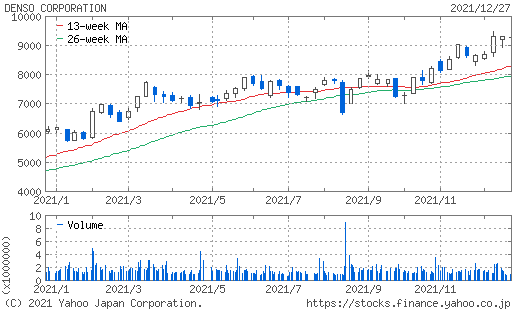 DENSO CORPORATION 2021/12/27
10000
13-week MA
26-week MA
9000
8000
7000
6000
5000
4000
2021/1 2021/3 2021/5 2021/7 2021/9 2021/11
10
Volume
8
6
4
2
0
(x1000000)
2021/1 2021/3 2021/5 2021/7 2021/9 2021/11
(C) 2021 Yahoo Japan Corporation. https://stocks.finance.yahoo.co.jp